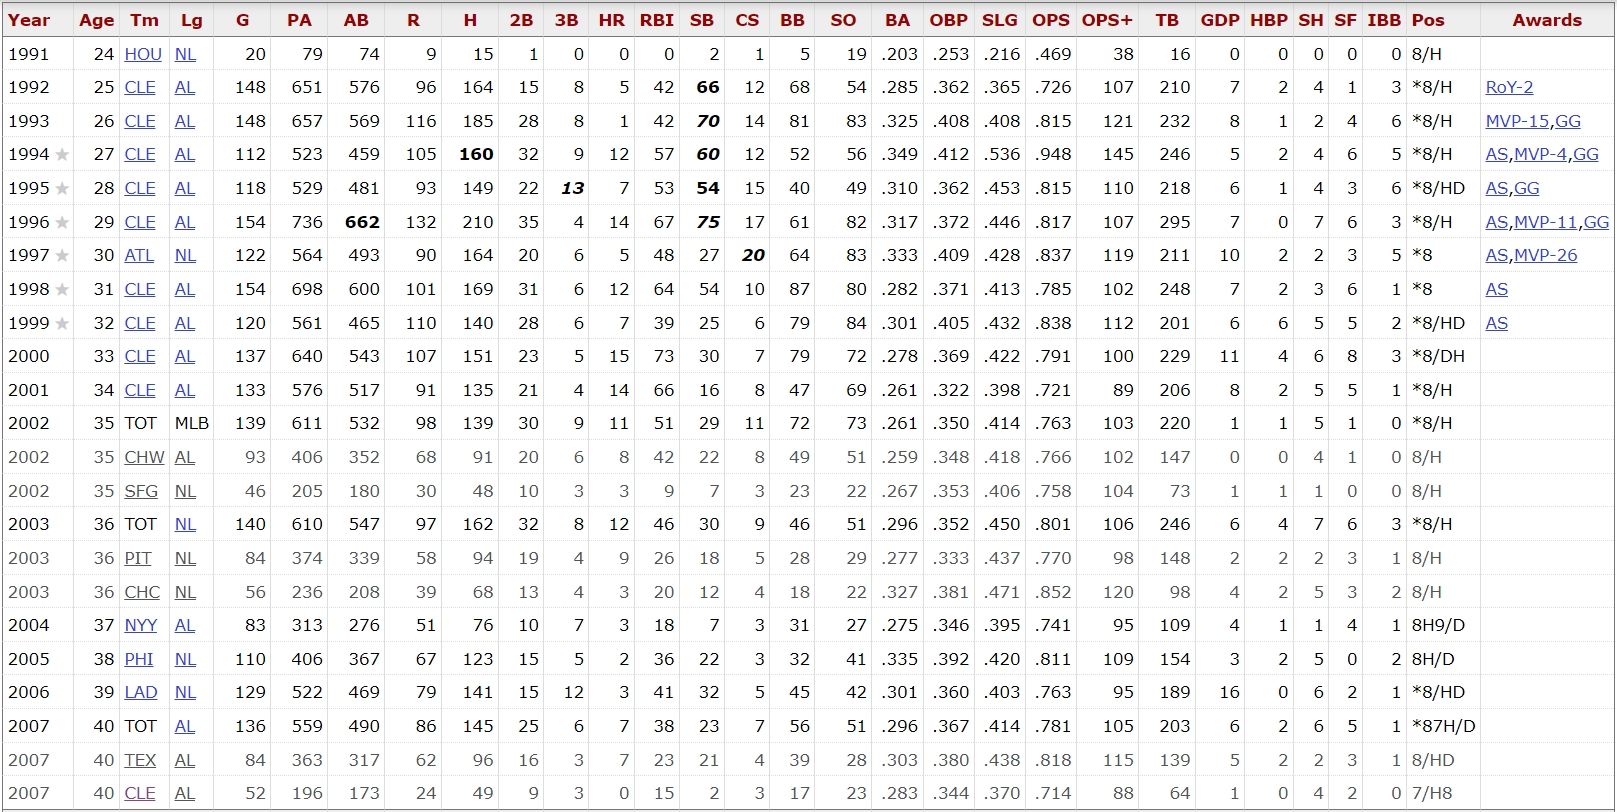 Year Age Tm Lg G PA AB R H 2B 3B HR RBI SB CS BB SO BA OBP SLG OPS OPS+ TB GDP HBP SH SF IBB Pos Awards
1991 24 HOU NL 20 79 74 9 15 1 0 0 0 2 1 5 19 .203 .253 .216 .469 38 16 0 0 0 0 0 8/H
1992 25 CLE AL 148 651 576 96 164 15 8 5 42 66 12 68 54 .285 .362 .365 .726 107 210 7 2 4 1 3 *8/H RoY-2
1993 26 CLE AL 148 657 569 116 185 28 8 1 42 70 14 81 83 .325 .408 .408 .815 121 232 8 1 2 4 6 *8/H MVP-15,GG
1994 ★ 27 CLE AL 112 523 459 105 160 32 9 12 57 60 12 52 56 .349 .412 .536 .948 145 246 5 2 4 6 5 *8/H AS,MVP-4,GG
1995 ★ 28 CLE AL 118 529 481 93 149 22 13 7 53 54 15 40 49 .310 .362 .453 .815 110 218 6 1 4 3 6 *8/HD AS,GG
1996 ★ 29 CLE AL 154 736 662 132 210 35 4 14 67 75 17 61 82 .317 .372 .446 .817 107 295 7 0 7 6 3 *8/H AS,MVP-11,GG
1997 ★ 30 ATL NL 122 564 493 90 164 20 6 5 48 27 20 64 83 .333 .409 .428 .837 119 211 10 2 2 3 5 *8 AS,MVP-26
1998 ★ 31 CLE AL 154 698 600 101 169 31 6 12 64 54 10 87 80 .282 .371 .413 .785 102 248 7 2 3 6 1 *8 AS
1999 ★ 32 CLE AL 120 561 465 110 140 28 6 7 39 25 6 79 84 .301 .405 .432 .838 112 201 6 6 5 5 2 *8/HD AS
2000 33 CLE AL 137 640 543 107 151 23 5 15 73 30 7 79 72 .278 .369 .422 .791 100 229 11 4 6 8 3 *8/DH
2001 34 CLE AL 133 576 517 91 135 21 4 14 66 16 8 47 69 .261 .322 .398 .721 89 206 8 2 5 5 1 *8/H
2002 35 TOT MLB 139 611 532 98 139 30 9 11 51 29 11 72 73 .261 .350 .414 .763 103 220 1 1 5 1 0 *8/H
2002 35 CHW AL 93 406 352 68 91 20 6 8 42 22 8 49 51 .259 .348 .418 .766 102 147 0 0 4 1 0 8/H
2002 35 SFG NL 46 205 180 30 48 10 3 3 9 7 3 23 22 .267 .353 .406 .758 104 73 1 1 1 0 0 8/H
2003 36 TOT NL 140 610 547 97 162 32 8 12 46 30 9 46 51 .296 .352 .450 .801 106 246 6 4 7 6 3 *8/H
2003 36 PIT NL 84 374 339 58 94 19 4 9 26 18 5 28 29 .277 .333 .437 .770 98 148 2 2 2 3 1 8/H
2003 36 CHC NL 56 236 208 39 68 13 4 3 20 12 4 18 22 .327 .381 .471 .852 120 98 4 2 5 3 2 8/H
2004 37 NYY AL 83 313 276 51 76 10 7 3 18 7 3 31 27 .275 .346 .395 .741 95 109 4 1 1 4 1 8H9/D
2005 38 PHI NL 110 406 367 67 123 15 5 2 36 22 3 32 41 .335 .392 .420 .811 109 154 3 2 5 0 2 8H/D
2006 39 LAD NL 129 522 469 79 141 15 12 3 41 32 5 45 42 .301 .360 .403 .763 95 189 16 0 6 2 1 *8/HD
2007 40 TOT AL 136 559 490 86 145 25 6 7 38 23 7 56 51 .296 .367 .414 .781 105 203 6 2 6 5 1 *87H/D
2007 40 TEX AL 84 363 317 62 96 16 3 7 23 21 4 39 28 .303 .380 .438 .818 115 139 5 2 2 3 1 8/HD
2007 40 CLE AL 52 196 173 24 49 9 3 0 15 2 3 17 23 .283 .344 .370 .714 88 64 1 0 4 2 0 7/H8